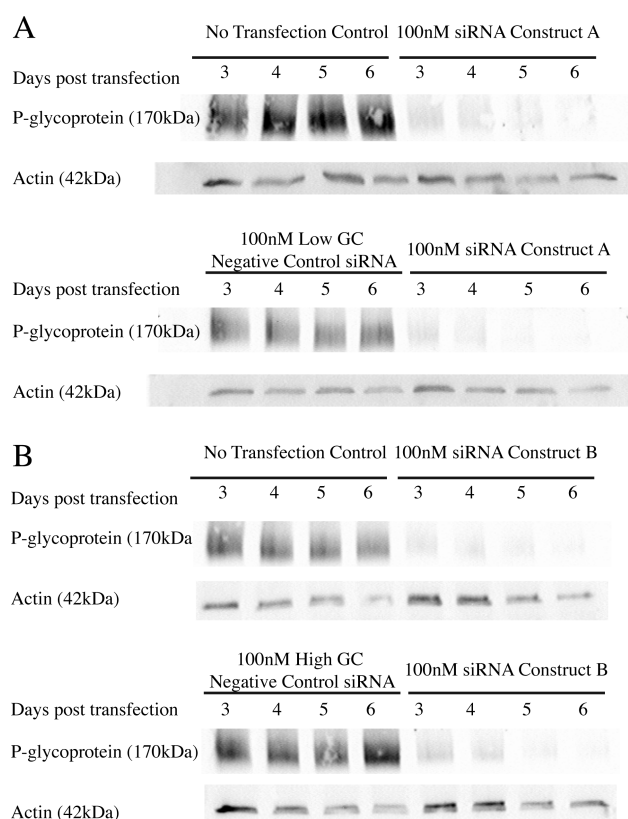 A
No Transfection Control 100nM siRNA Construct A
Days post transfection 3 4 5 6 3 4 5 6
P-glycoprotein (170kDa)
Actin (42kDa)
100nM Low GC
Negative Control siRNA 100nM siRNA Construct A
Days post transfection 3 4 5 6 3 4 5 6
P-glycoprotein (170kDa)
Actin (42kDa)
B
No Transfection Control 100nM siRNA Construct B
Days post transfection 3 4 5 6 3 4 5 6
P-glycoprotein (170kDa
Actin (42kDa)
100nM High GC
Negative Control siRNA 100nM siRNA Construct B
Days post transfection 3 4 5 6 3 4 5 6
P-glycoprotein (170kDa)
Actin (42kDa)